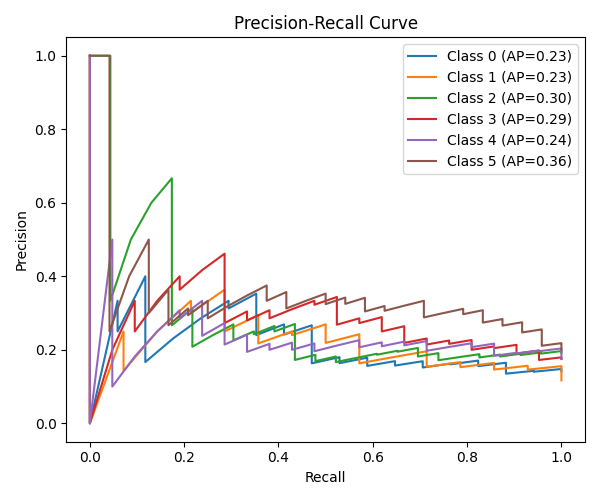 Precision-Recall Curve
Class 0 (AP=0.23)
Class 1 (AP=0.23)
Class 2 (AP=0.30)
Class 3 (AP=0.29)
Class 4 (AP=0.24)
Class 5 (AP=0.36)
Precision
1.0
0.8
0.6
0.4
0.2
0.0
0.0 0.2 0.4 0.6 0.8 1.0
Recall